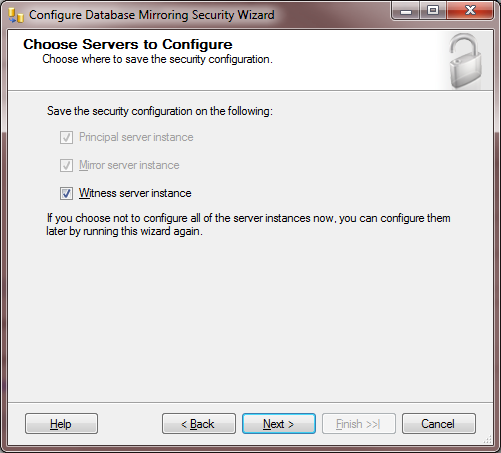 Configure Database Mirroring Security Wizard
Choose Servers to Configure
Choose where to save the security configuration.
Save the security configuration on the following:
Principal server instance
Mirror server instance
Witness server instance
If you choose not to configure all of the server instances now, you can configure them
later by running this wizard again.
Help
< Back
Next >
Finish >>|
Cancel